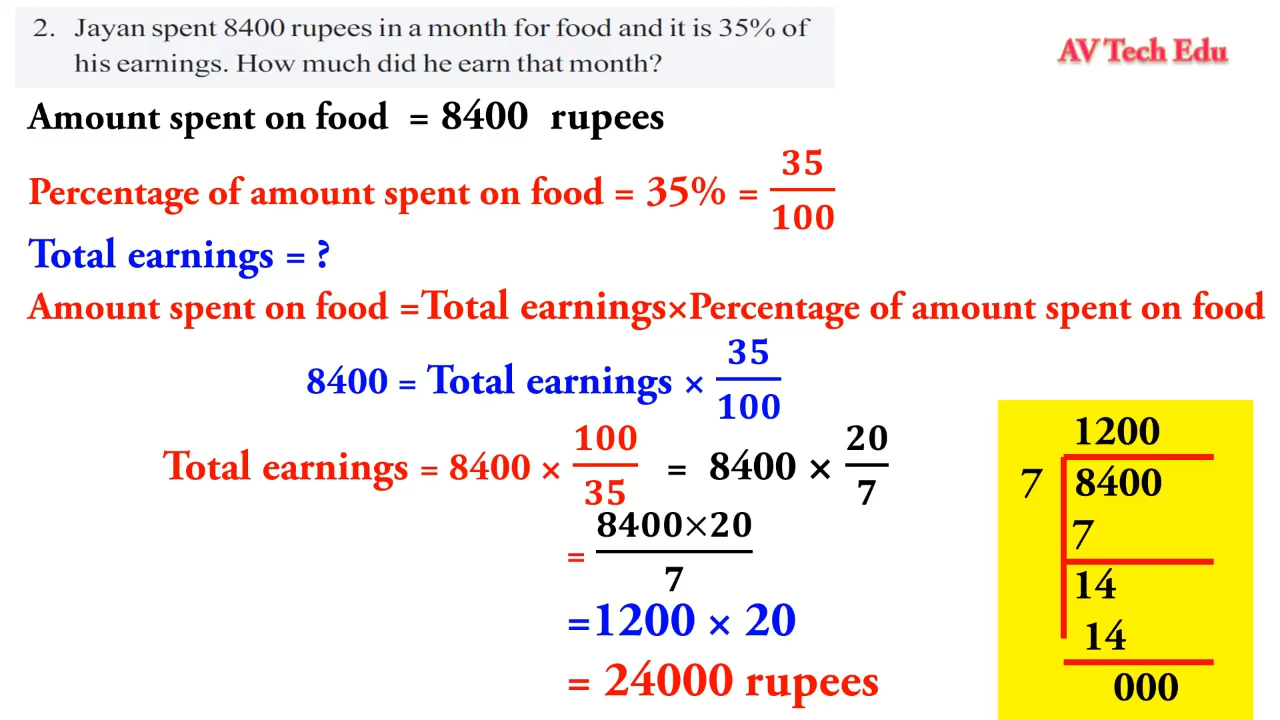 2. Jayan spent 8400 rupees in a month for food and it is 35% of
his earnings. How much did he earn that month?
AV Tech Edu
Amount spent on food = 8400 rupees
Percentage of amount spent on food = 35% = 35/100
Total earnings = ?
Amount spent on food =Total earnings×Percentage of amount spent on food
8400 = Total earnings × 35/100
Total earnings = 8400 × 100/35 = 8400 × 20/7
= 8400×20/7
=1200 × 20
= 24000 rupees
1200
7 8400
7
14
14
000